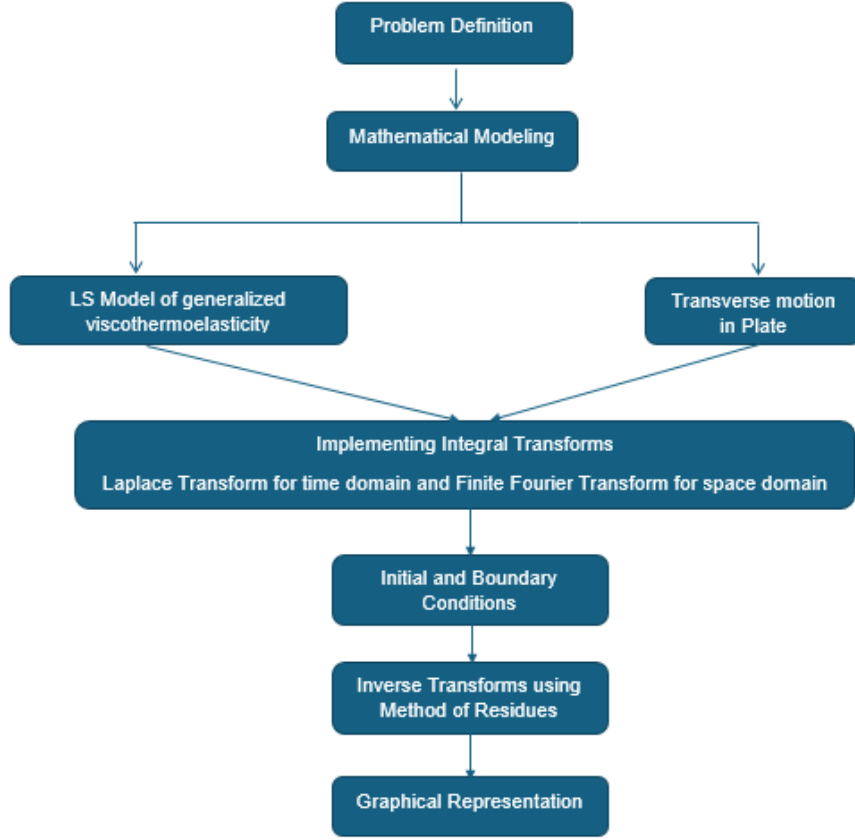 Problem Definition
Mathematical Modeling
LS Model of generalized
viscothermoelasticity
Transverse motion
in Plate
Implementing Integral Transforms
Laplace Transform for time domain and Finite Fourier Transform for space domain
Initial and Boundary
Conditions
Inverse Transforms using
Method of Residues
Graphical Representation